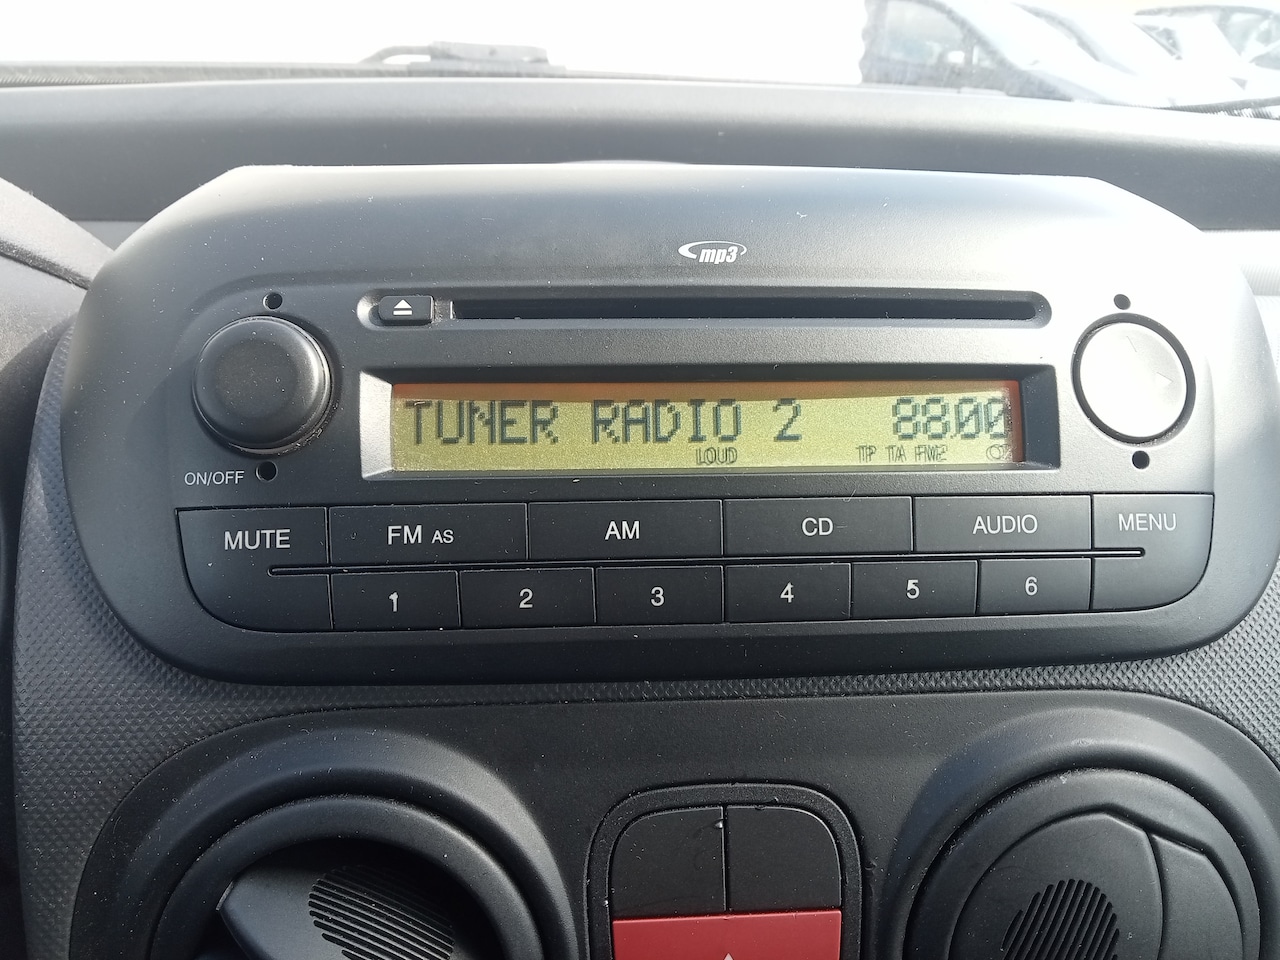 mp3
TUNER RADIO 2 88.00
LOUD TP TA FM2
ON/OFF
MUTE FM AS AM CD AUDIO MENU
1 2 3 4 5 6